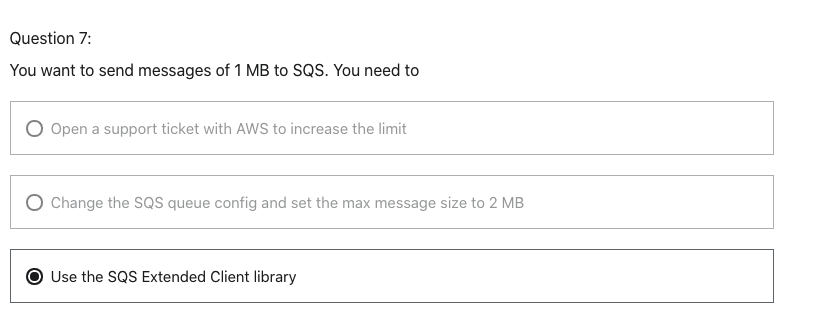 Question 7:
You want to send messages of 1 MB to SQS. You need to
Open a support ticket with AWS to increase the limit
Change the SQS queue config and set the max message size to 2 MB
Use the SQS Extended Client library